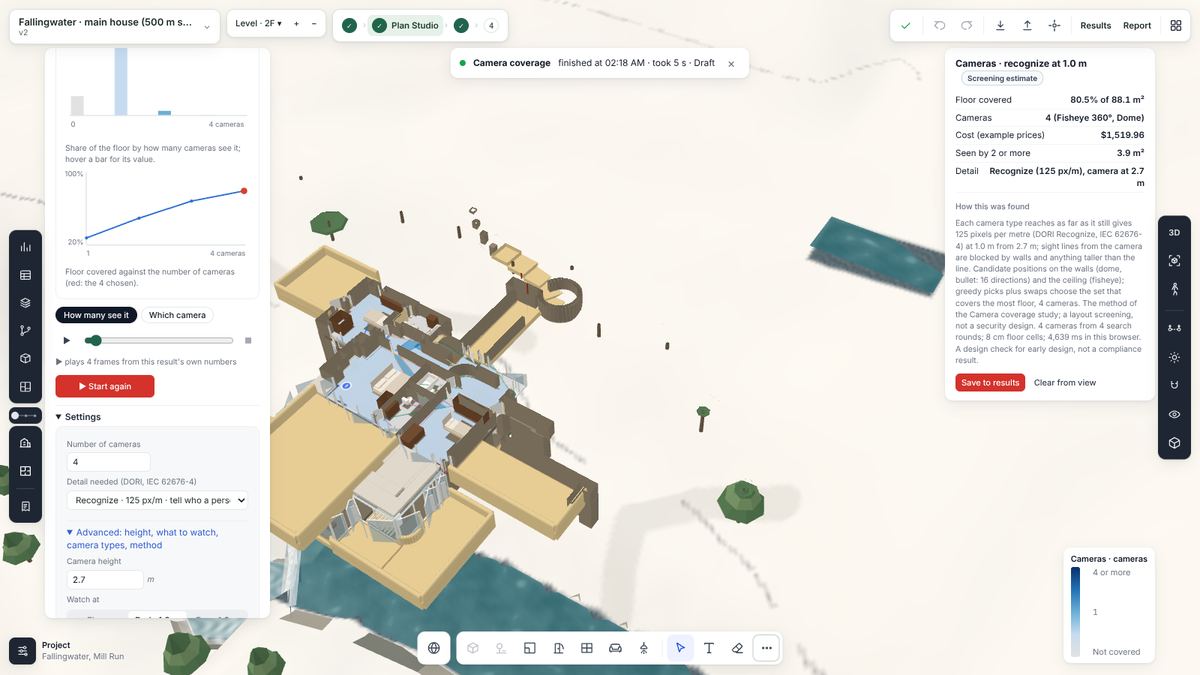 Fallingwater · main house (500 m s...
v2
Level · 2F ▾ + −
✓ ✓ Plan Studio ✓ 4
Results Report
Camera coverage finished at 02:18 AM · took 5 s · Draft ×
0 4 cameras
Share of the floor by how many cameras see it;
hover a bar for its value.
100%
20%
1 4 cameras
Floor covered against the number of cameras
(red: the 4 chosen).
How many see it Which camera
▶ plays 4 frames from this result's own numbers
▶ Start again
▼ Settings
Number of cameras
4
Detail needed (DORI, IEC 62676-4)
Recognize · 125 px/m · tell who a pers
▼ Advanced: height, what to watch,
camera types, method
Camera height
2.7 m
Watch at
Project
Fallingwater, Mill Run
Cameras · recognize at 1.0 m
Screening estimate
Floor covered 80.5% of 88.1 m²
Cameras 4 (Fisheye 360°, Dome)
Cost (example prices) $1,519.96
Seen by 2 or more 3.9 m²
Detail Recognize (125 px/m), camera at 2.7
m
How this was found
Each camera type reaches as far as it still gives
125 pixels per metre (DORI Recognize, IEC 62676-
4) at 1.0 m from 2.7 m; sight lines from the camera
are blocked by walls and anything taller than the
line. Candidate positions on the walls (dome,
bullet: 16 directions) and the ceiling (fisheye);
greedy picks plus swaps choose the set that
covers the most floor, 4 cameras. The method of
the Camera coverage study; a layout screening,
not a security design. 4 cameras from 4 search
rounds; 8 cm floor cells; 4,639 ms in this browser.
A design check for early design, not a compliance
result.
Save to results Clear from view
3D
Cameras · cameras
4 or more
1
Not covered